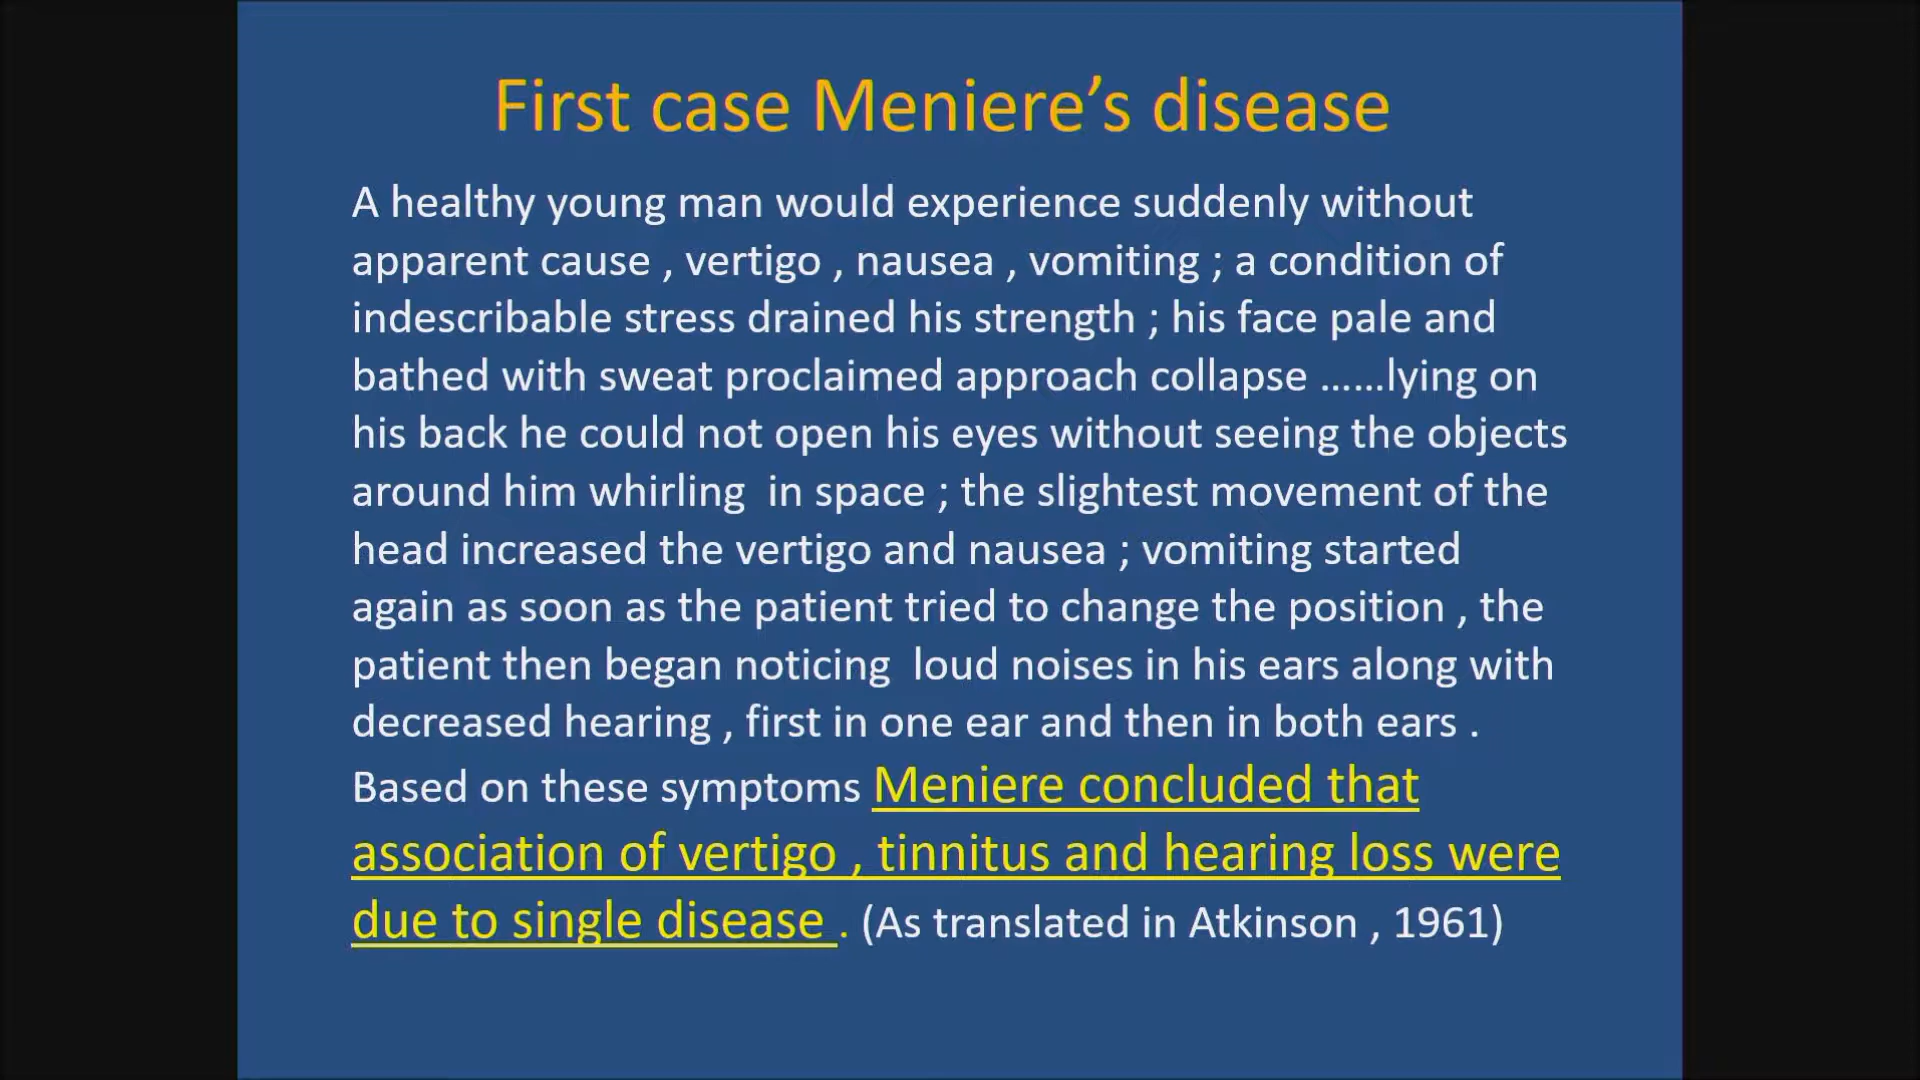 First case Meniere’s disease
A healthy young man would experience suddenly without
apparent cause , vertigo , nausea , vomiting ; a condition of
indescribable stress drained his strength ; his face pale and
bathed with sweat proclaimed approach collapse ……lying on
his back he could not open his eyes without seeing the objects
around him whirling  in space ; the slightest movement of the
head increased the vertigo and nausea ; vomiting started
again as soon as the patient tried to change the position , the
patient then began noticing  loud noises in his ears along with
decreased hearing , first in one ear and then in both ears .
Based on these symptoms Meniere concluded that
association of vertigo , tinnitus and hearing loss were
due to single disease . (As translated in Atkinson , 1961)